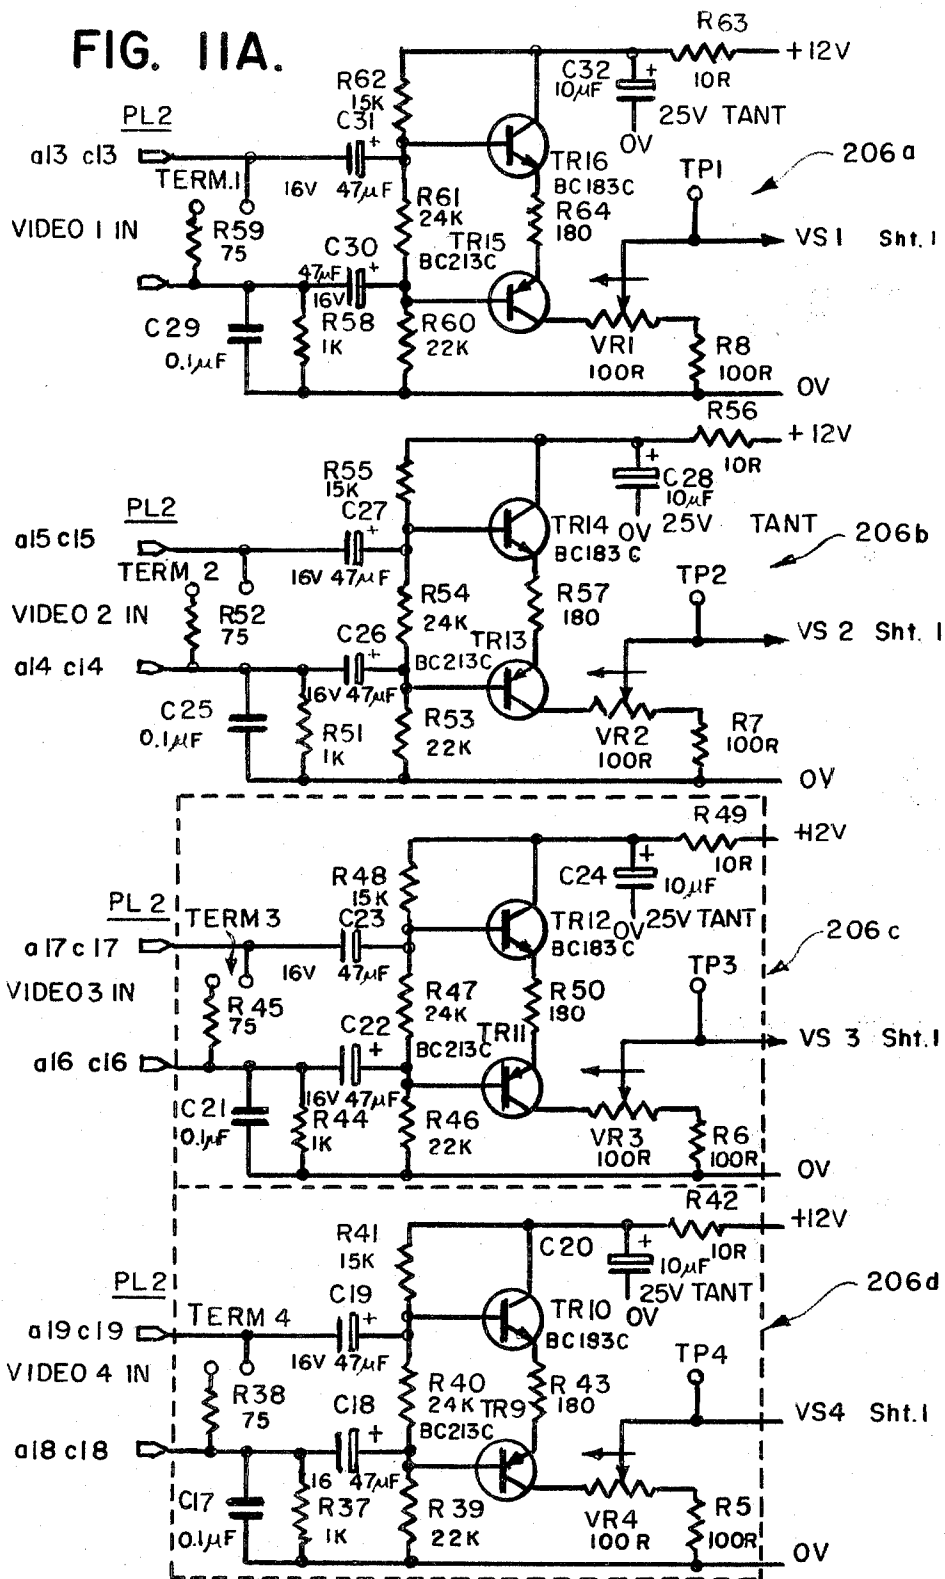 FIG. 11A.
R63
+12V
10R
C32
+
10µF
25V TANT
0V
R62
15K
C31
+
PL2
a13 c13
TERM.1
16V 47µF
TR16
BC183C
TP1
206a
R61
24K
R64
180
VIDEO 1 IN
R59
75
C30
+
47µF
16V
TR15
BC213C
VS1 Sht.1
C29
0.1µF
R58
1K
R60
22K
VR1
100R
R8
100R
0V
R56
+12V
10R
R55
15K
C28
+
10µF
0V 25V TANT
PL2
C27
+
a15 c15
TERM 2
16V 47µF
TR14
BC183C
TP2
206b
R54
24K
R57
180
VIDEO 2 IN
R52
75
C26
+
TR13
BC213C
VS 2 Sht. 1
a14 c14
16V 47µF
C25
0.1µF
R51
1K
R53
22K
VR2
100R
R7
100R
0V
R49
+12V
10R
R48
15K
C24
+
10µF
0V 25V TANT
PL 2
TERM 3
C23
a17 c17
16V 47µF
TR12
BC183C
TP3
206c
R47
24K
R50
180
VIDEO 3 IN
R45
75
C22
+
TR11
BC213C
VS 3 Sht.1
a16 c16
16V 47µF
C21
0.1µF
R44
1K
R46
22K
VR3
100R
R6
100R
0V
R42
+12V
10R
R41
15K
C20
+
10µF
25V TANT
0V
PL2
TERM 4
C19
+
a19 c19
16V 47µF
TR10
BC183C
TP4
206d
R40
24K
R43
180
VIDEO 4 IN
R38
75
C18
+
TR9
BC213C
VS4 Sht.1
a18 c18
16 47µF
C17
0.1µF
R37
1K
R39
22K
VR4
100R
R5
100R
0V